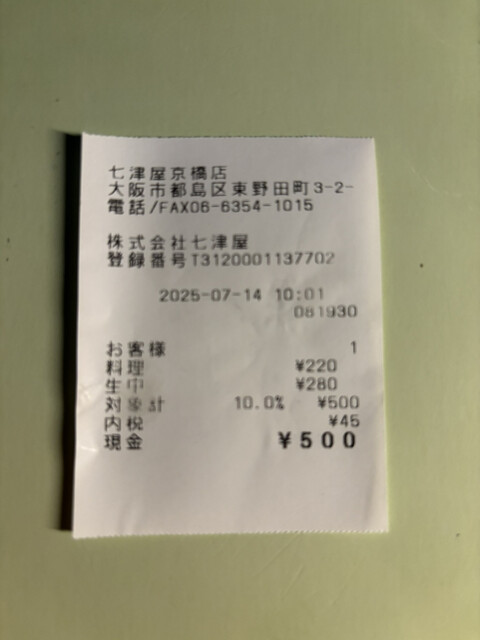 七津屋京橋店
大阪市都島区東野田町3-2-
電話/FAX06-6354-1015
株式会社七津屋
登録番号T3120001137702
2025-07-14 10:01
081930
お客様 1
料理 ¥220
生中 ¥280
対象計 10.0% ¥500
内税 ¥45
現金 ¥500